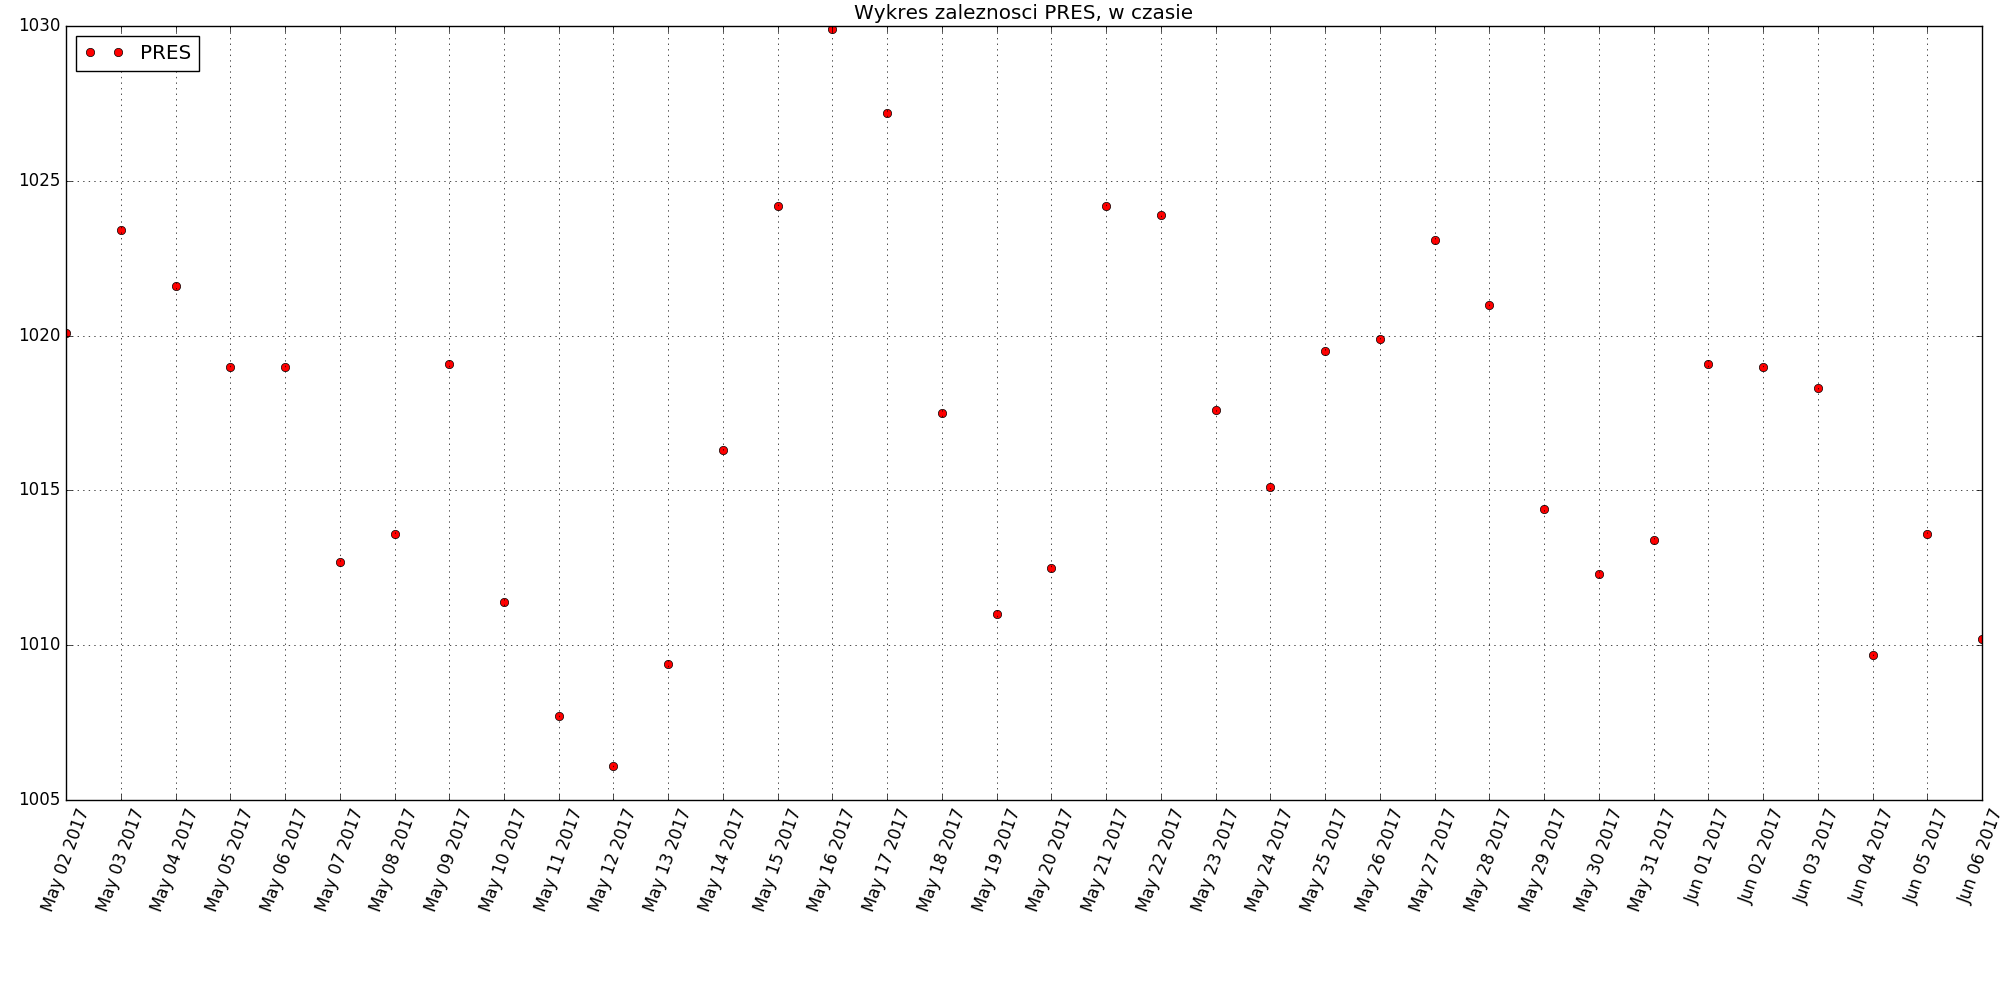 Wykres zaleznosci PRES, w czasie
PRES
1030
1025
1020
1015
1010
1005
May 02 2017
May 03 2017
May 04 2017
May 05 2017
May 06 2017
May 07 2017
May 08 2017
May 09 2017
May 10 2017
May 11 2017
May 12 2017
May 13 2017
May 14 2017
May 15 2017
May 16 2017
May 17 2017
May 18 2017
May 19 2017
May 20 2017
May 21 2017
May 22 2017
May 23 2017
May 24 2017
May 25 2017
May 26 2017
May 27 2017
May 28 2017
May 29 2017
May 30 2017
May 31 2017
Jun 01 2017
Jun 02 2017
Jun 03 2017
Jun 04 2017
Jun 05 2017
Jun 06 2017